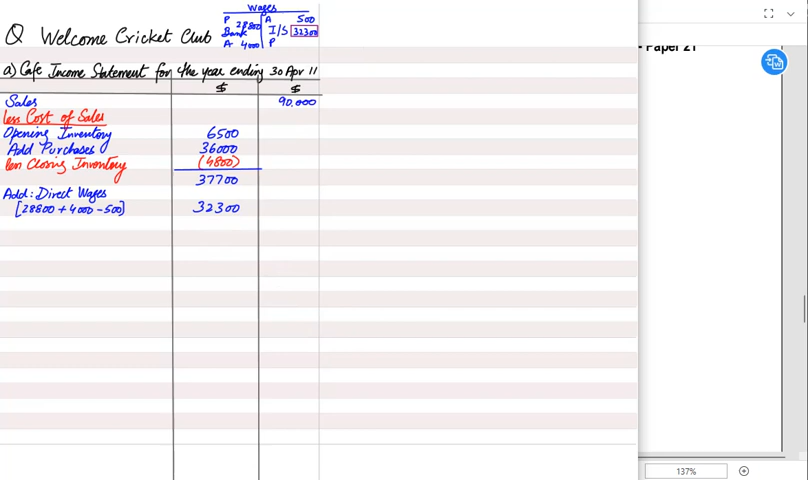 Wages
P A 500
Bank 28800 I/S 32300
A 4000 P
Q Welcome Cricket Club
a) Cafe Income Statement for the year ending 30 Apr 11
$ $
Sales 90.000
less Cost of Sales
Opening Inventory 6500
Add Purchases 36000
less Closing Inventory (4800)
37700
Add: Direct Wages
[28800 + 4000 - 500] 32300
- Paper 21
137%